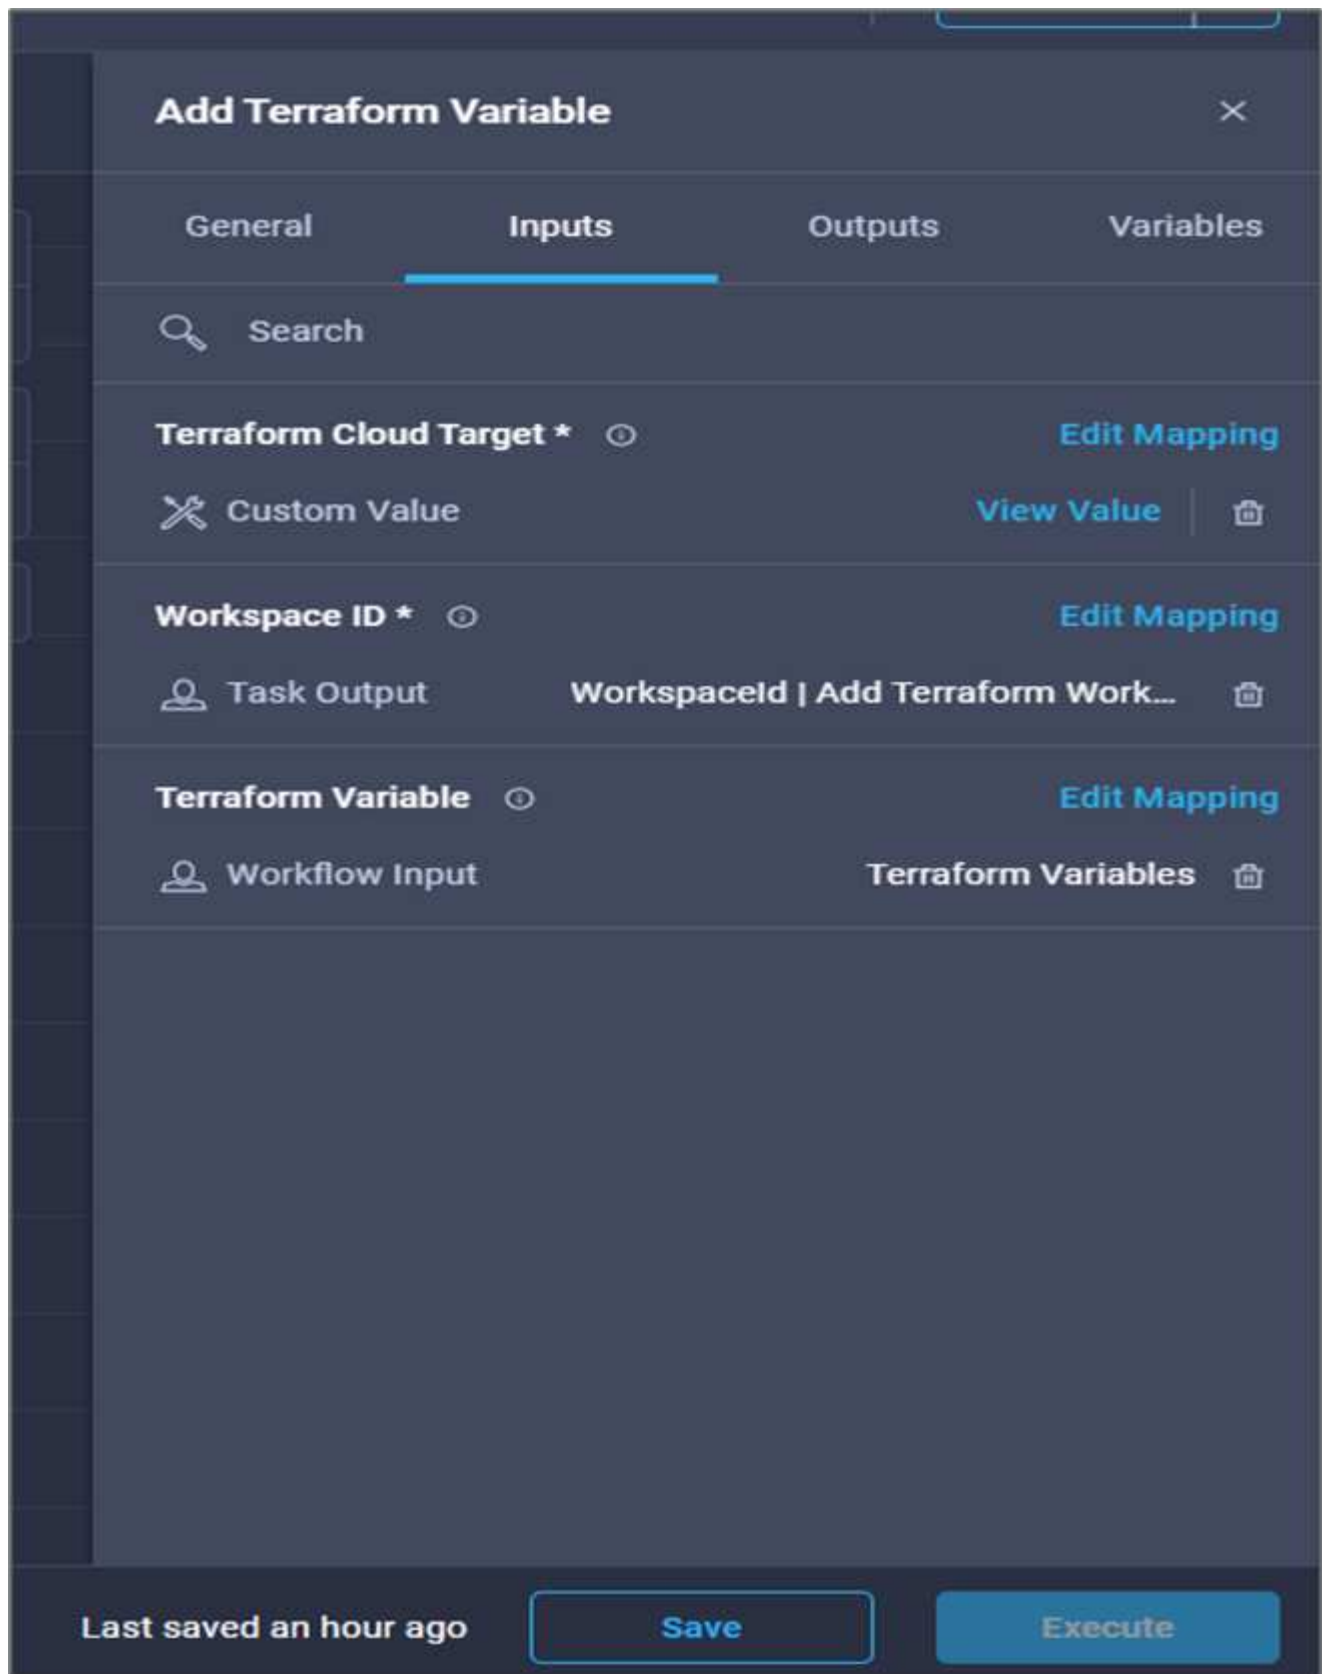 Add Terraform Variable
General Inputs Outputs Variables
Search
Terraform Cloud Target * Edit Mapping
Custom Value View Value
Workspace ID * Edit Mapping
Task Output WorkspaceId | Add Terraform Work...
Terraform Variable Edit Mapping
Workflow Input Terraform Variables
Last saved an hour ago Save Execute